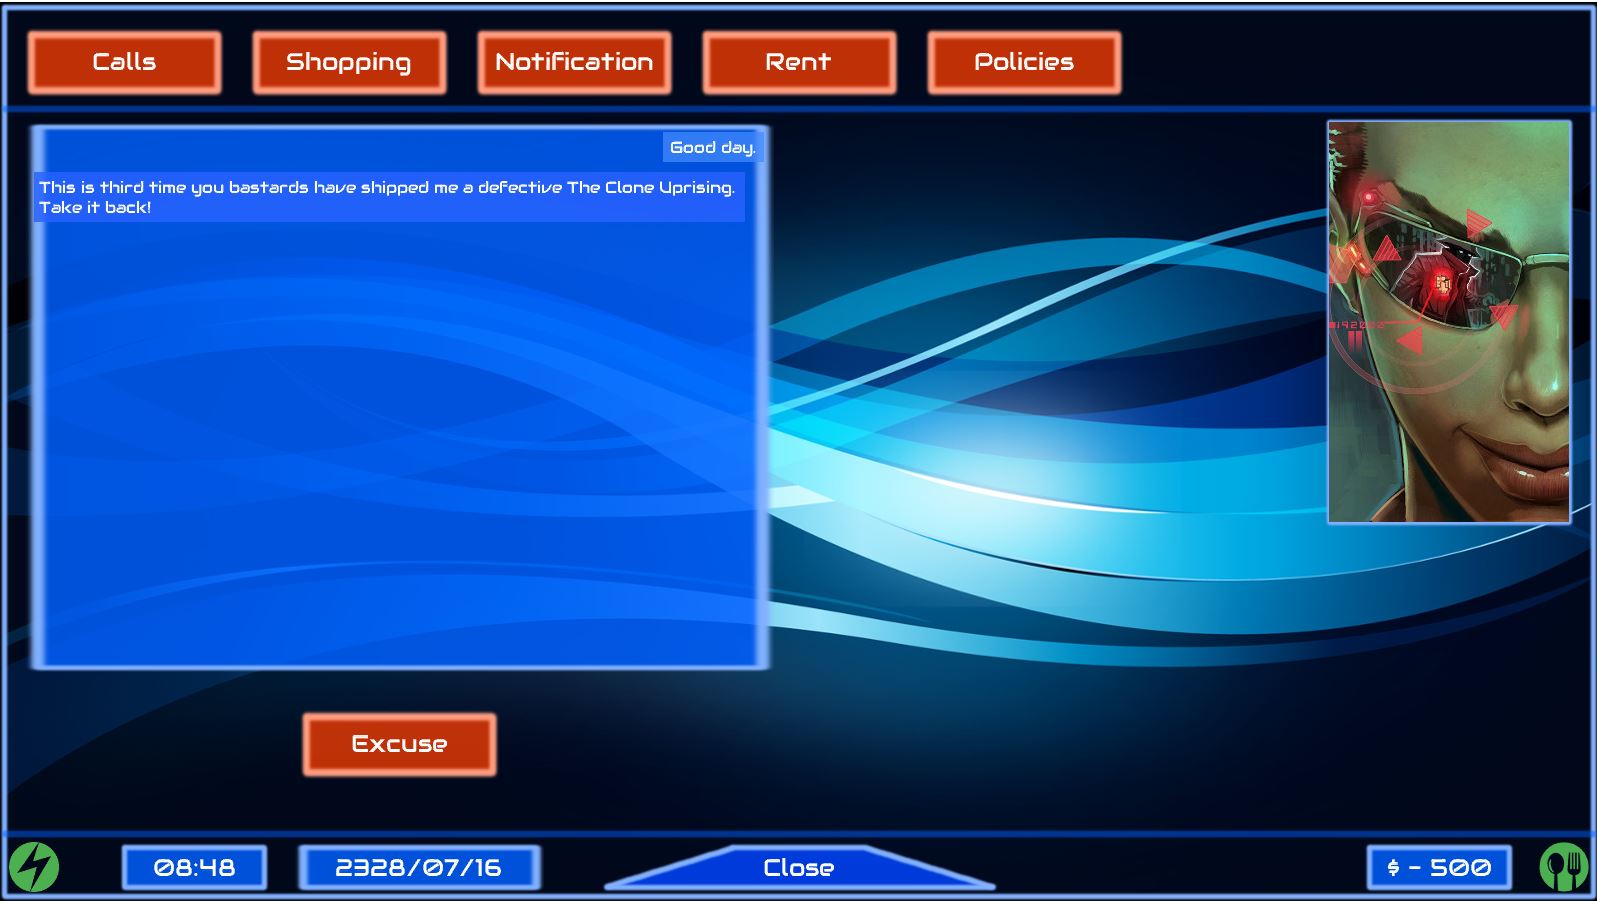 Calls
Shopping
Notification
Rent
Policies
Good day.
This is third time you bastards have shipped me a defective The Clone Uprising.
Take it back!
Excuse
08:48
2328/07/16
Close
$ - 500